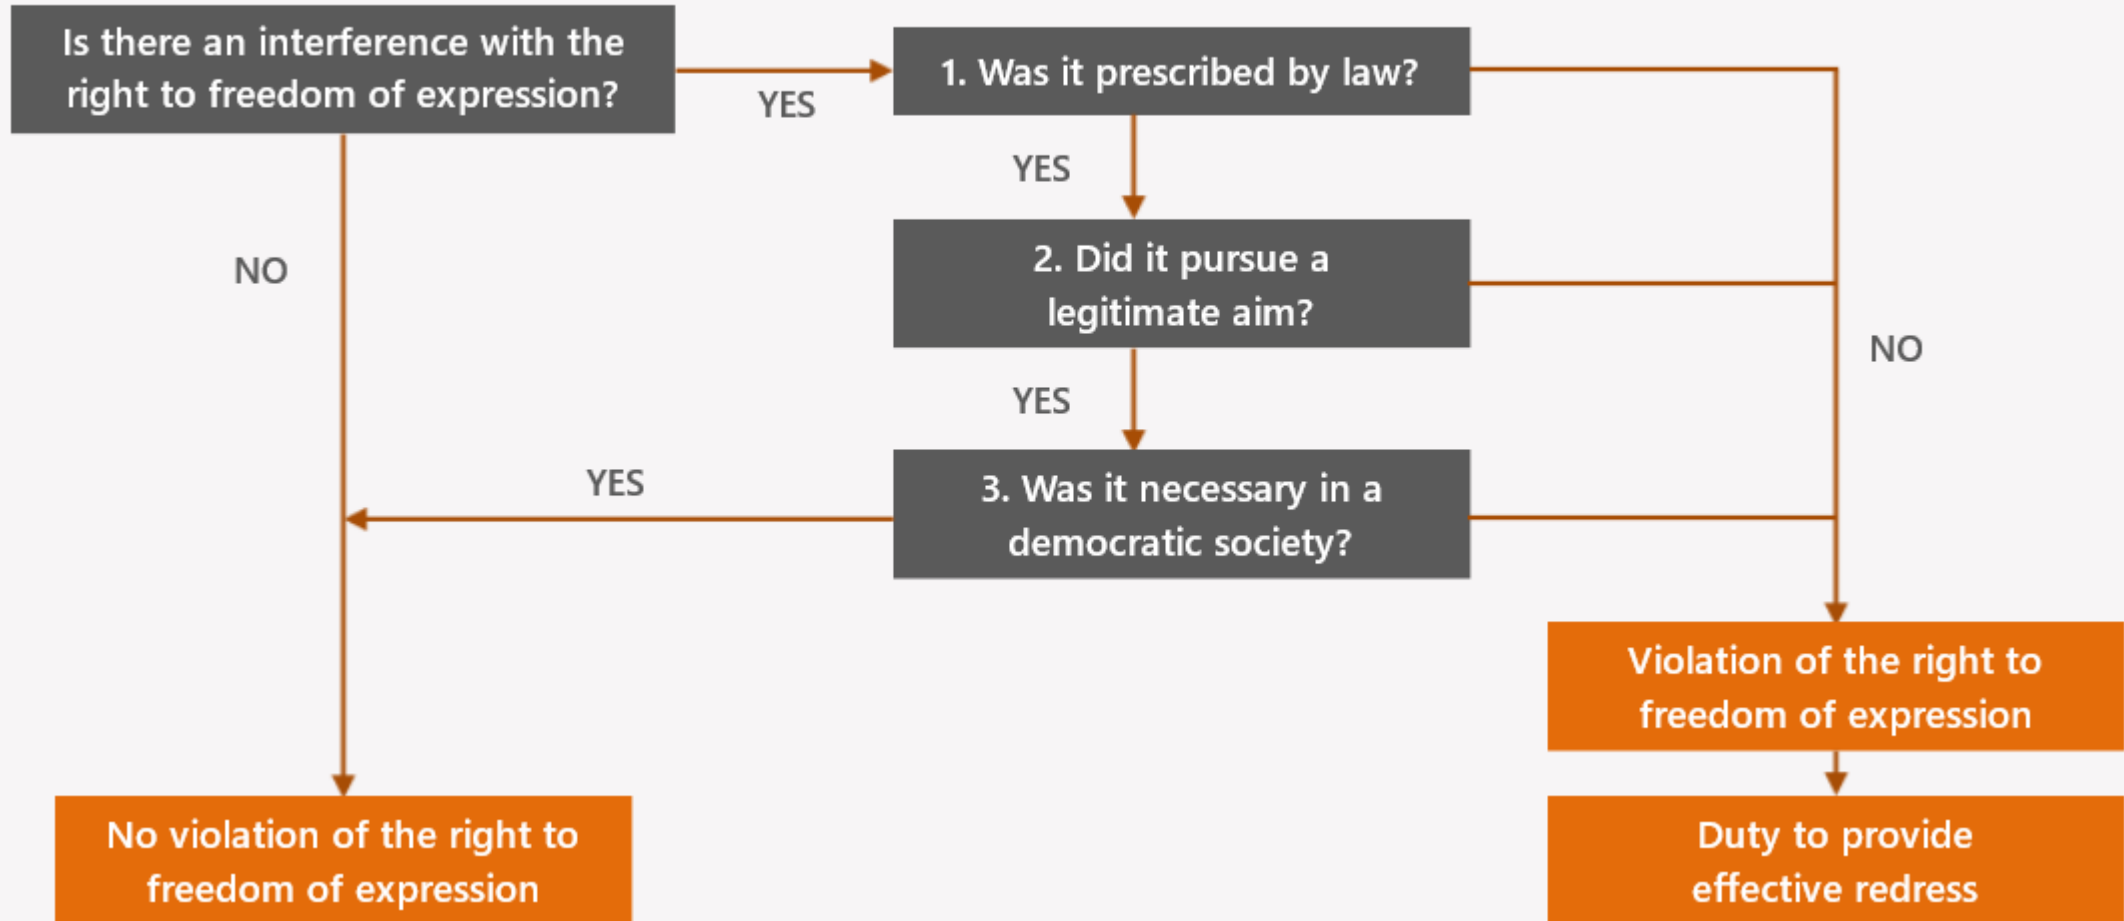 Is there an interference with the
right to freedom of expression?
YES
1. Was it prescribed by law?
YES
2. Did it pursue a
legitimate aim?
NO
NO
YES
3. Was it necessary in a
democratic society?
YES
Violation of the right to
freedom of expression
No violation of the right to
freedom of expression
Duty to provide
effective redress